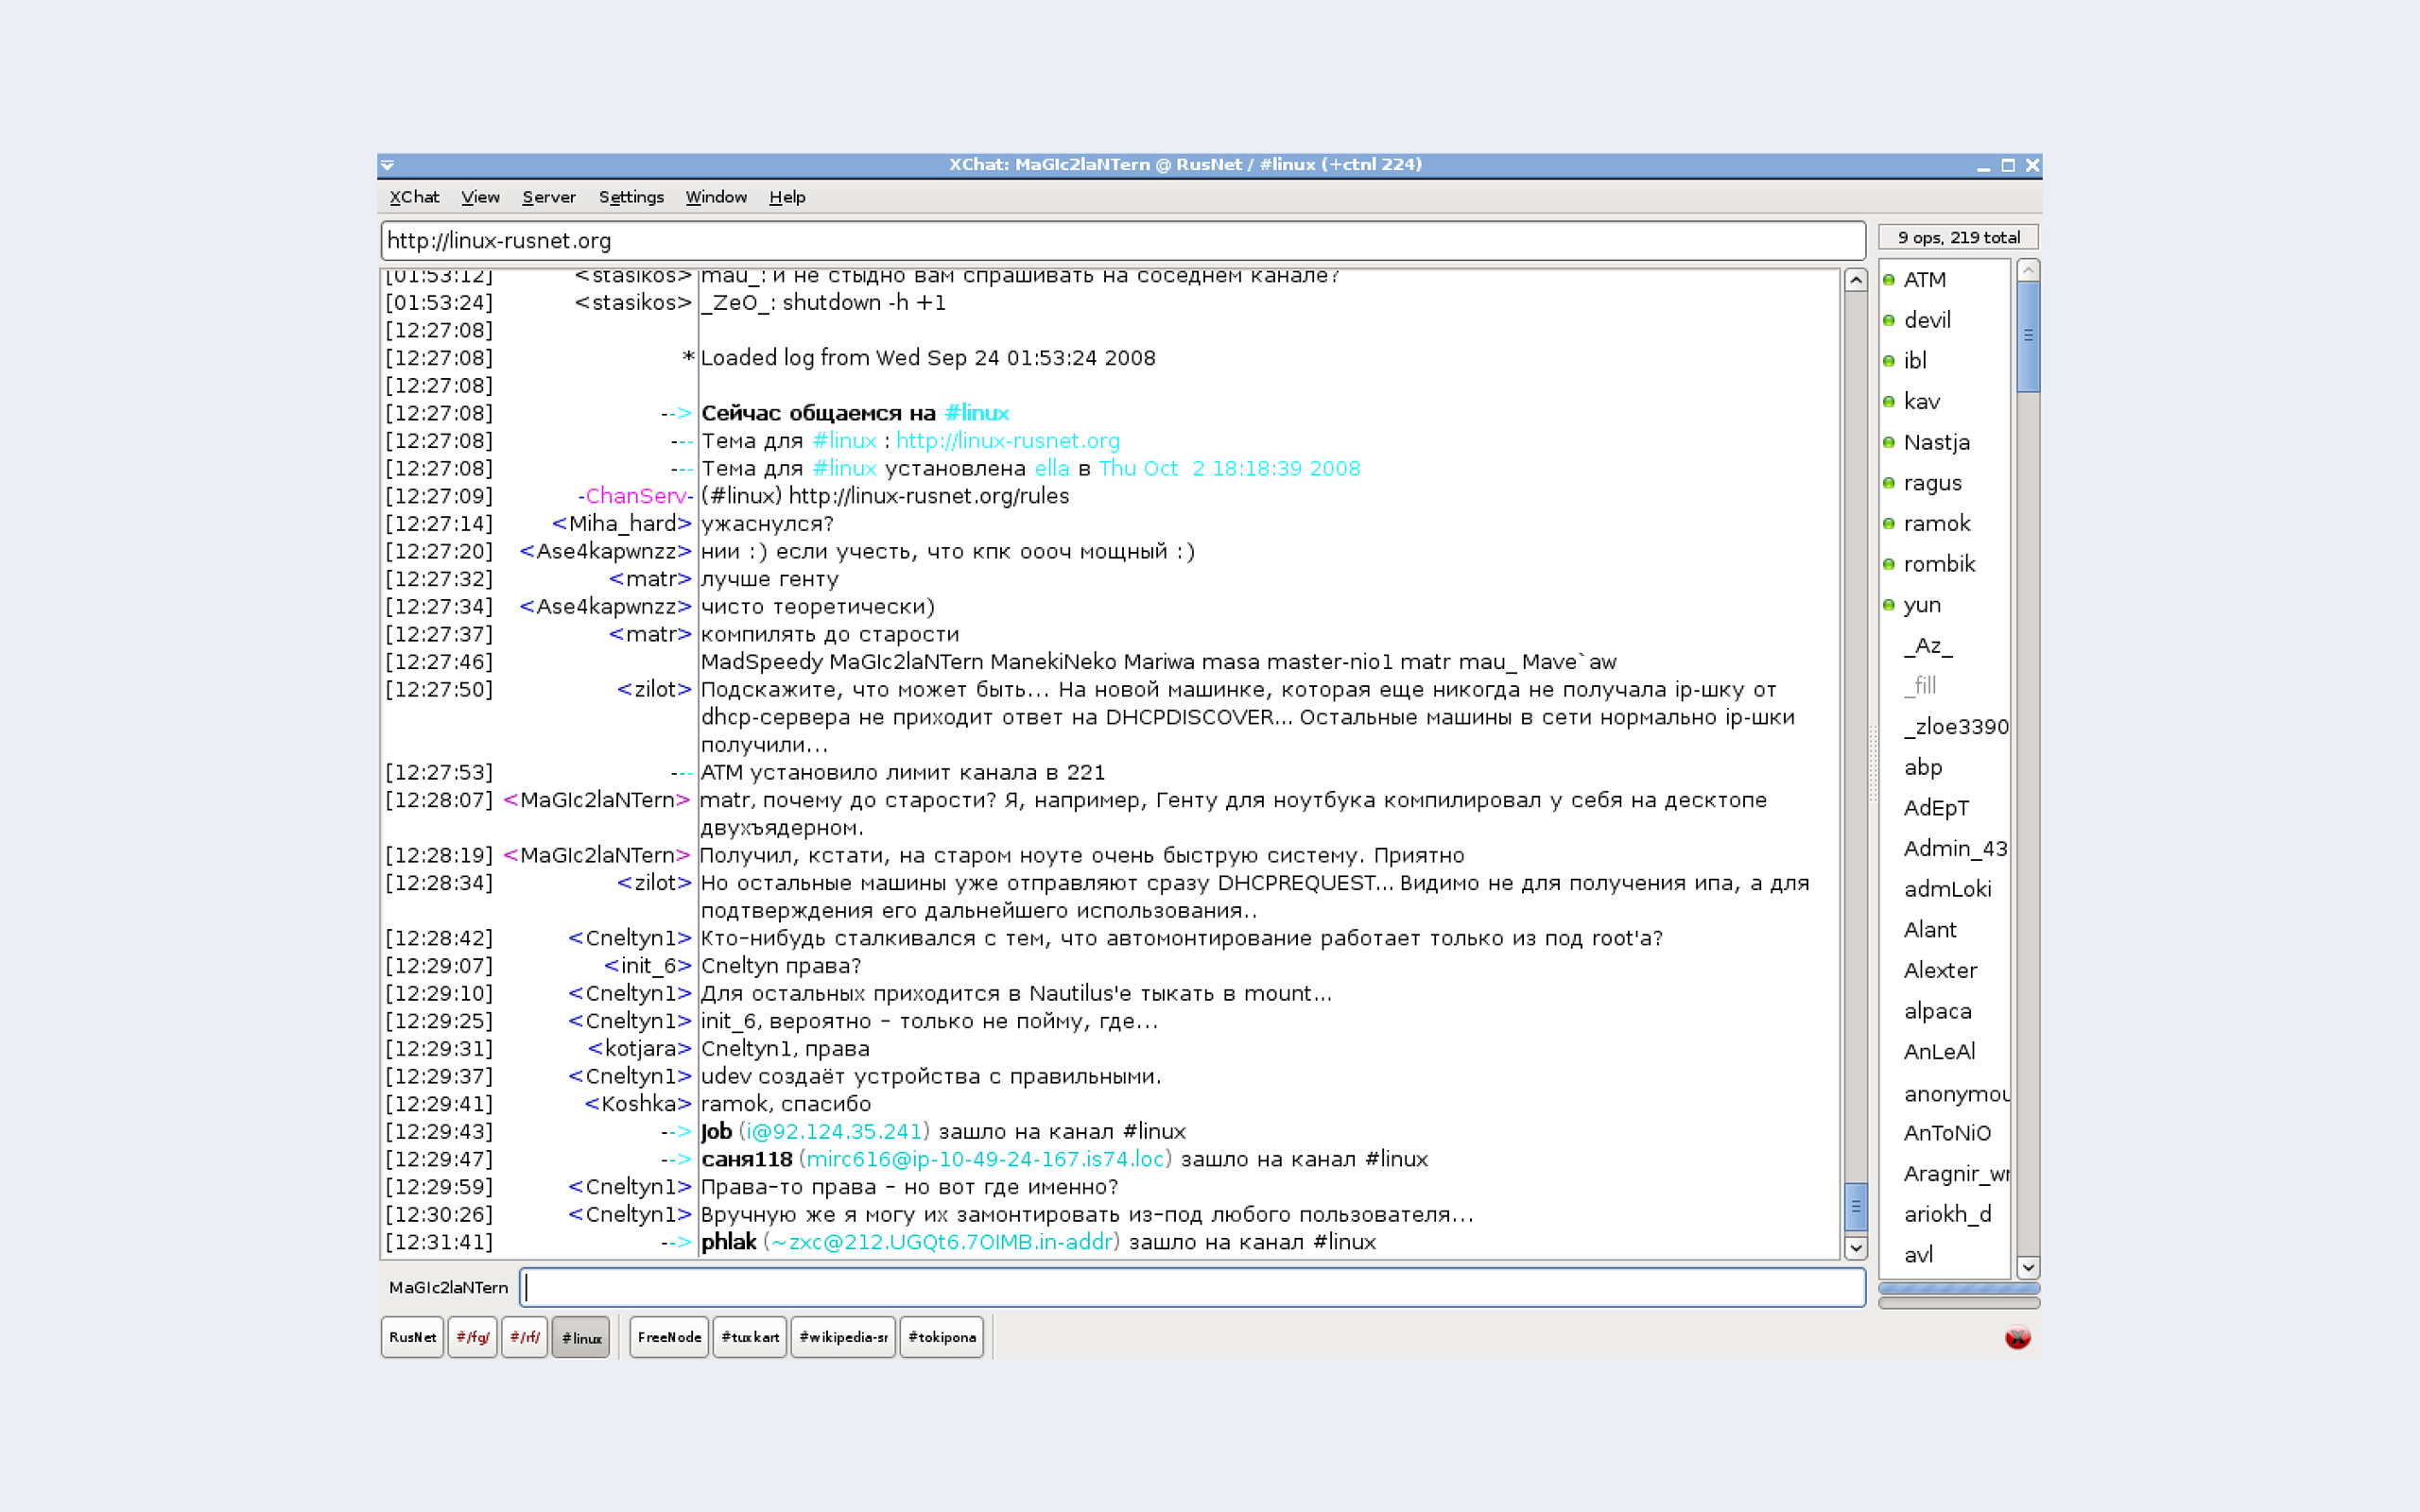 XChat: MaGIc2laNTern @ RusNet / #linux (+ctnl 224)
XChat View Server Settings Window Help
http://linux-rusnet.org
9 ops, 219 total
[01:53:12] <stasikos> mau_: и не стыдно вам спрашивать на соседнем канале?
[01:53:24] <stasikos> _ZeO_: shutdown -h +1
[12:27:08]
[12:27:08] * Loaded log from Wed Sep 24 01:53:24 2008
[12:27:08]
[12:27:08] --> Сейчас общаемся на #linux
[12:27:08] --- Тема для #linux : http://linux-rusnet.org
[12:27:08] --- Тема для #linux установлена ella в Thu Oct  2 18:18:39 2008
[12:27:09] -ChanServ- (#linux) http://linux-rusnet.org/rules
[12:27:14] <Miha_hard> ужаснулся?
[12:27:20] <Ase4kapwnzz> нии :) если учесть, что кпк оооч мощный :)
[12:27:32] <matr> лучше генту
[12:27:34] <Ase4kapwnzz> чисто теоретически)
[12:27:37] <matr> компилять до старости
[12:27:46] MadSpeedy MaGIc2laNTern ManekiNeko Mariwa masa master-nio1 matr mau_ Mave`aw
[12:27:50] <zilot> Подскажите, что может быть... На новой машинке, которая еще никогда не получала ip-шку от
dhcp-сервера не приходит ответ на DHCPDISCOVER... Остальные машины в сети нормально ip-шки
получили...
[12:27:53] --- ATM установило лимит канала в 221
[12:28:07] <MaGIc2laNTern> matr, почему до старости? Я, например, Генту для ноутбука компилировал у себя на десктопе
двухъядерном.
[12:28:19] <MaGIc2laNTern> Получил, кстати, на старом ноуте очень быструю систему. Приятно
[12:28:34] <zilot> Но остальные машины уже отправляют сразу DHCPREQUEST... Видимо не для получения ипа, а для
подтверждения его дальнейшего использования..
[12:28:42] <Cneltyn1> Кто-нибудь сталкивался с тем, что автомонтирование работает только из под root'а?
[12:29:07] <init_6> Cneltyn права?
[12:29:10] <Cneltyn1> Для остальных приходится в Nautilus'е тыкать в mount...
[12:29:25] <Cneltyn1> init_6, вероятно - только не пойму, где...
[12:29:31] <kotjara> Cneltyn1, права
[12:29:37] <Cneltyn1> udev создаёт устройства с правильными.
[12:29:41] <Koshka> ramok, спасибо
[12:29:43] --> Job (i@92.124.35.241) зашло на канал #linux
[12:29:47] --> саня118 (mirc616@ip-10-49-24-167.is74.loc) зашло на канал #linux
[12:29:59] <Cneltyn1> Права-то права - но вот где именно?
[12:30:26] <Cneltyn1> Вручную же я могу их замонтировать из-под любого пользователя...
[12:31:41] --> phlak (~zxc@212.UGQt6.7OIMB.in-addr) зашло на канал #linux
ATM
devil
ibl
kav
Nastja
ragus
ramok
rombik
yun
_Az_
_fill
_zloe3390
abp
AdEpT
Admin_43
admLoki
Alant
Alexter
alpaca
AnLeAl
anonymou
AnToNiO
Aragnir_wr
ariokh_d
avl
MaGIc2laNTern
RusNet #/fg/ #/rf/ #linux FreeNode #tuxkart #wikipedia-sr #tokipona